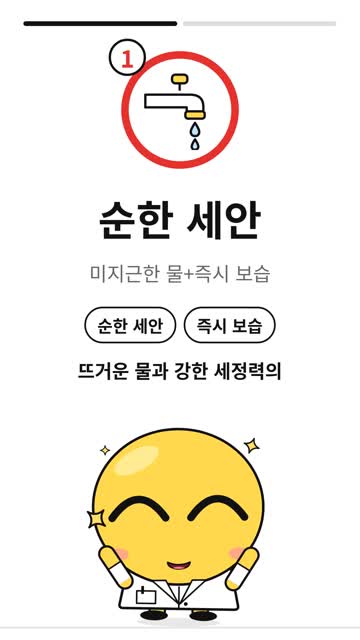 1
순한 세안
미지근한 물+즉시 보습
순한 세안 즉시 보습
뜨거운 물과 강한 세정력의